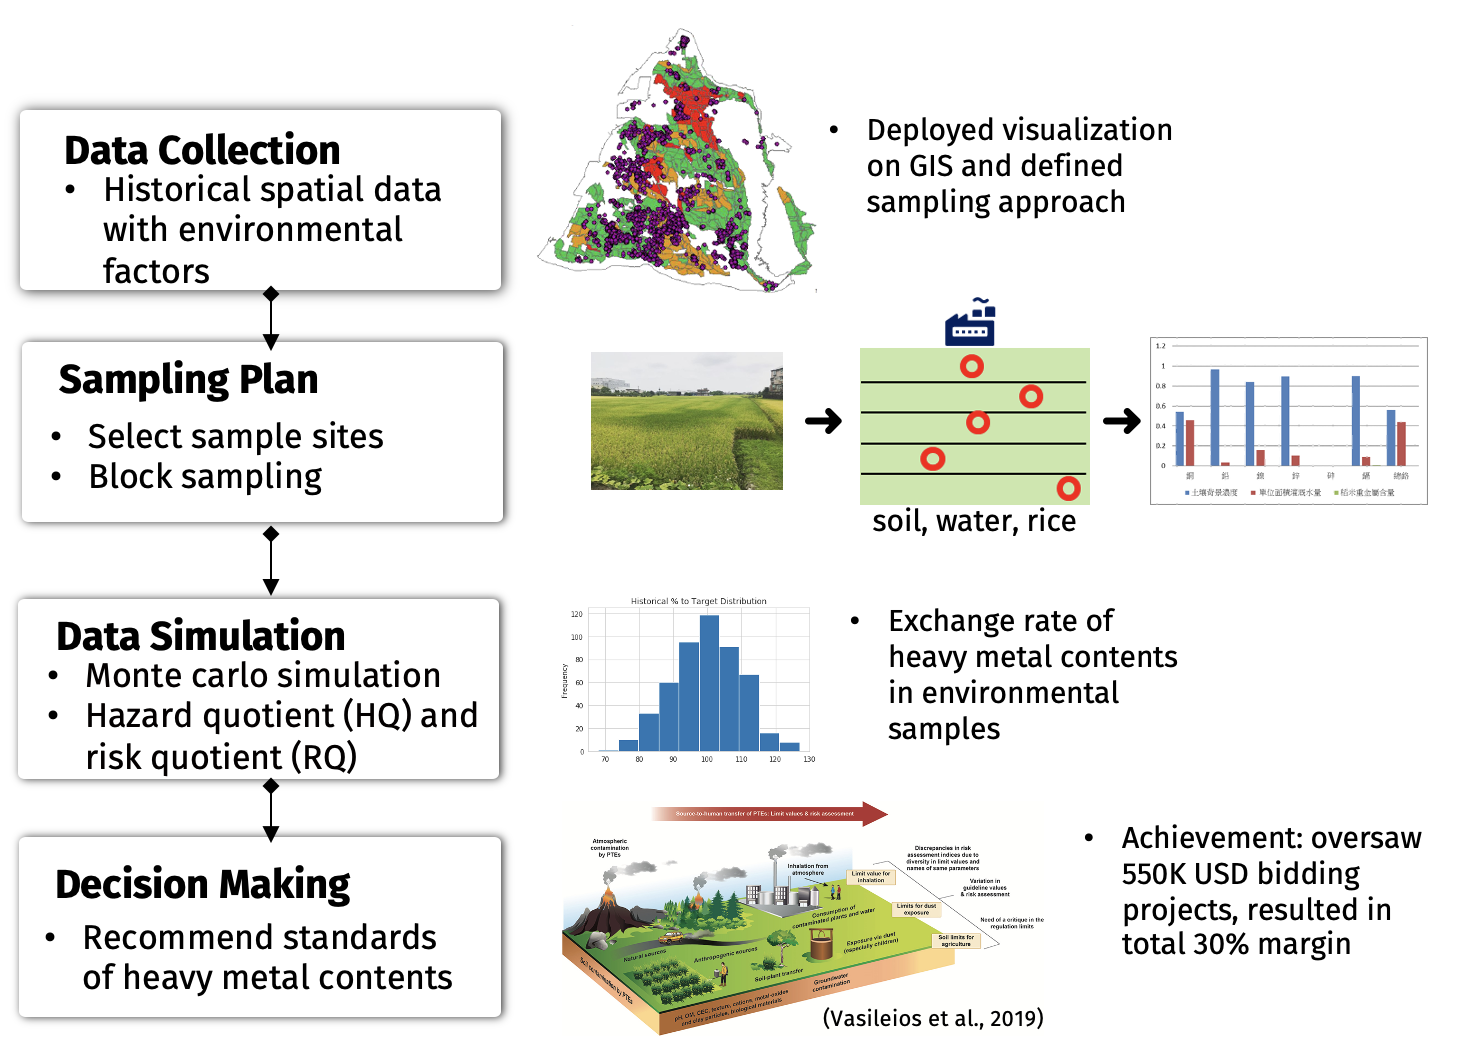 Data Collection
• Historical spatial data
with environmental
factors
• Deployed visualization
on GIS and defined
sampling approach
Sampling Plan
• Select sample sites
• Block sampling
soil, water, rice
1.2
1
0.8
0.6
0.4
0.2
0
銅 鉛 鎳 鋅 砷 鎘 總鉻
土壤背景濃度 單位面積灌溉水量 稻米重金屬含量
Data Simulation
• Monte carlo simulation
• Hazard quotient (HQ) and
risk quotient (RQ)
Historical % to Target Distribution
Frequency
120
100
80
60
40
20
0
70 80 90 100 110 120 130
• Exchange rate of
heavy metal contents
in environmental
samples
Decision Making
• Recommend standards
of heavy metal contents
Source-to-human transfer of PTEs: Limit values & risk assessment
Atmospheric
contamination
by PTEs
Inhalation from
atmosphere
Limit value for
inhalation
Discrepancies in risk
assessment indices due to
diversity in limit values and
names of same parameters
Variation in
guideline values
& risk assessment
Limits for dust
exposure
Need of a critique in the
regulation limits
Soil limits for
agriculture
Consumption of
contaminated plants and water
Exposure via dust
(especially children)
Natural sources
Anthropogenic sources
Soil-plant transfer
Groundwater
contamination
Soil contamination by PTEs
pH, OM, CEC, texture, cations, metal-oxides
and clay particles, biological materials
(Vasileios et al., 2019)
• Achievement: oversaw
550K USD bidding
projects, resulted in
total 30% margin